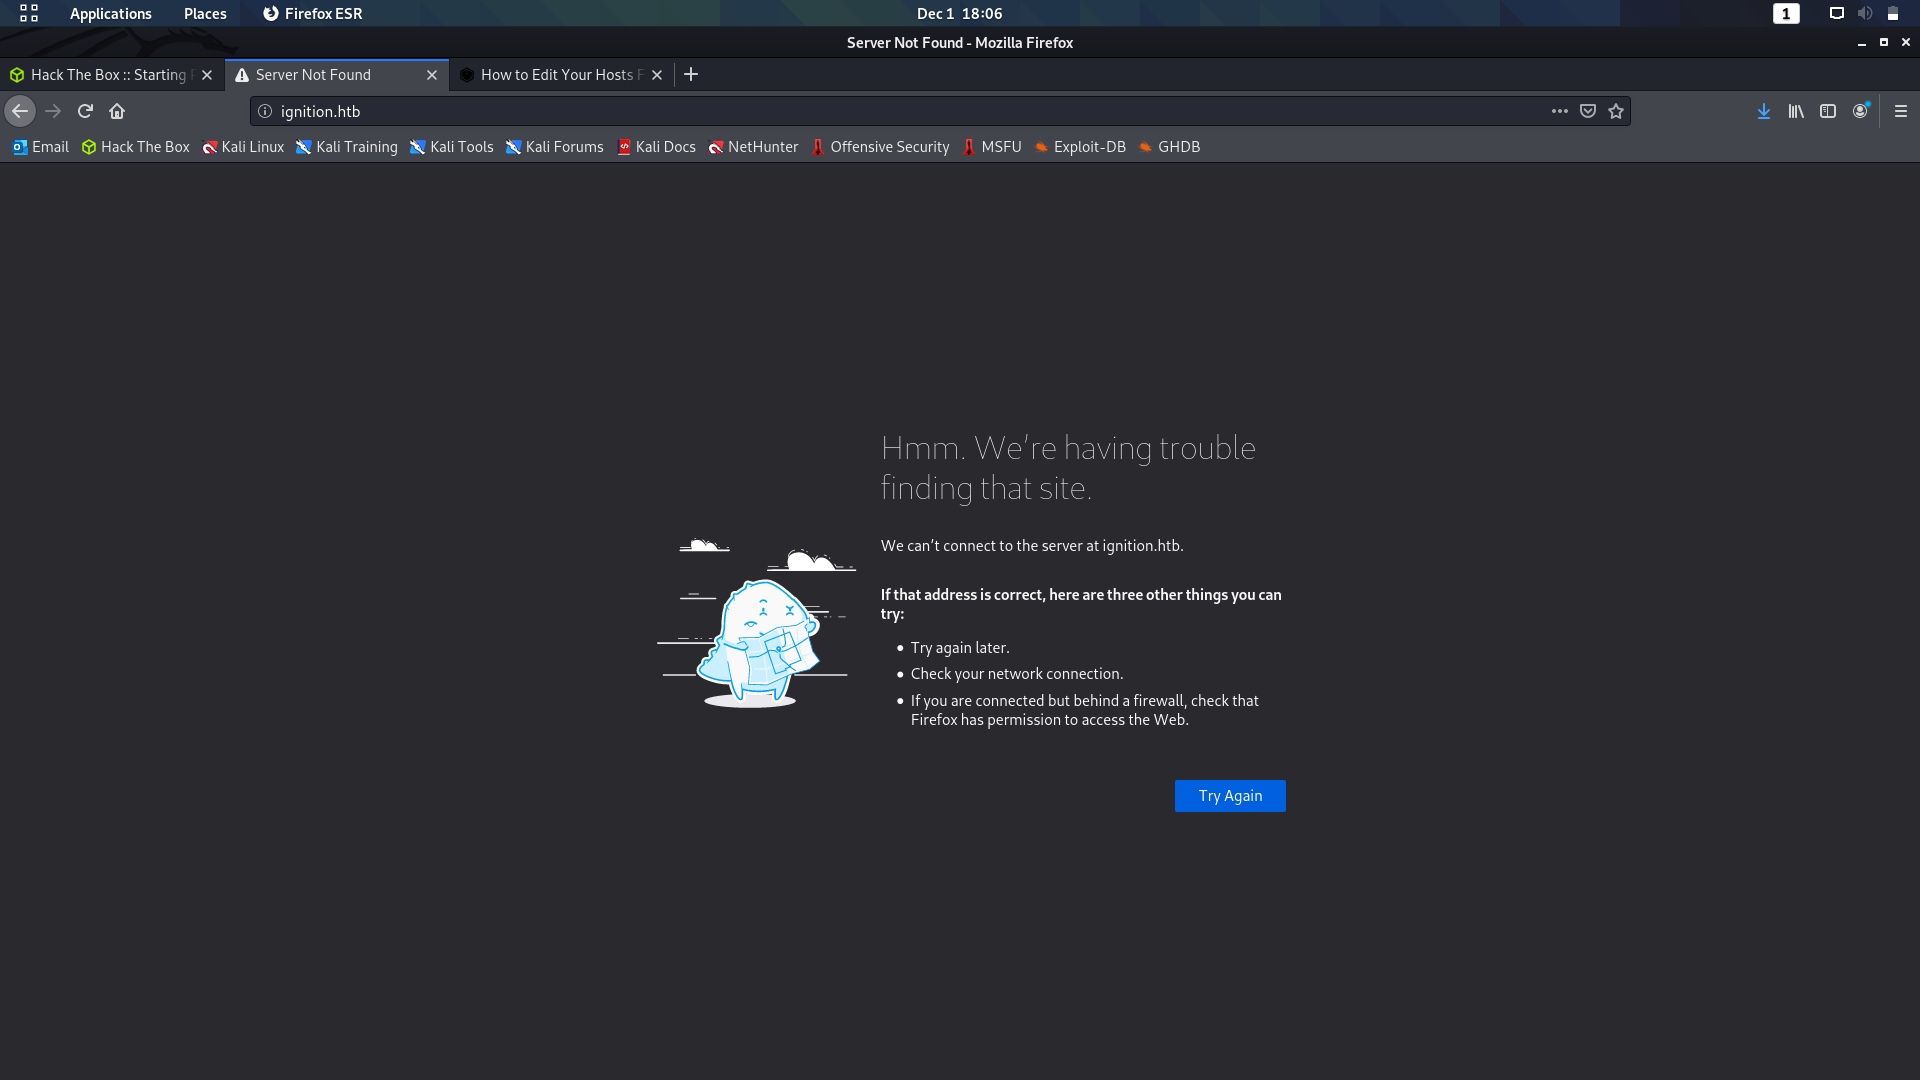 Applications Places Firefox ESR Dec 1 18:06 1
Server Not Found - Mozilla Firefox
Hack The Box :: Starting Server Not Found How to Edit Your Hosts F
ignition.htb
Email Hack The Box Kali Linux Kali Training Kali Tools Kali Forums Kali Docs NetHunter Offensive Security MSFU Exploit-DB GHDB
Hmm. We're having trouble
finding that site.
We can't connect to the server at ignition.htb.
If that address is correct, here are three other things you can
try:
• Try again later.
• Check your network connection.
• If you are connected but behind a firewall, check that
Firefox has permission to access the Web.
Try Again